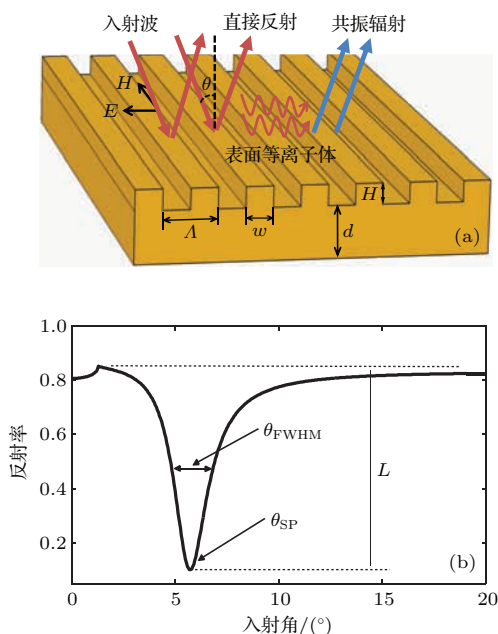 入射波 直接反射 共振辐射
H θ
E
表面等离子体
H
Λ w d (a)
1.0
0.8
0.6
0.4
0.2
反射率
θFWHM
L
θSP
(b)
0 5 10 15 20
入射角/(°)